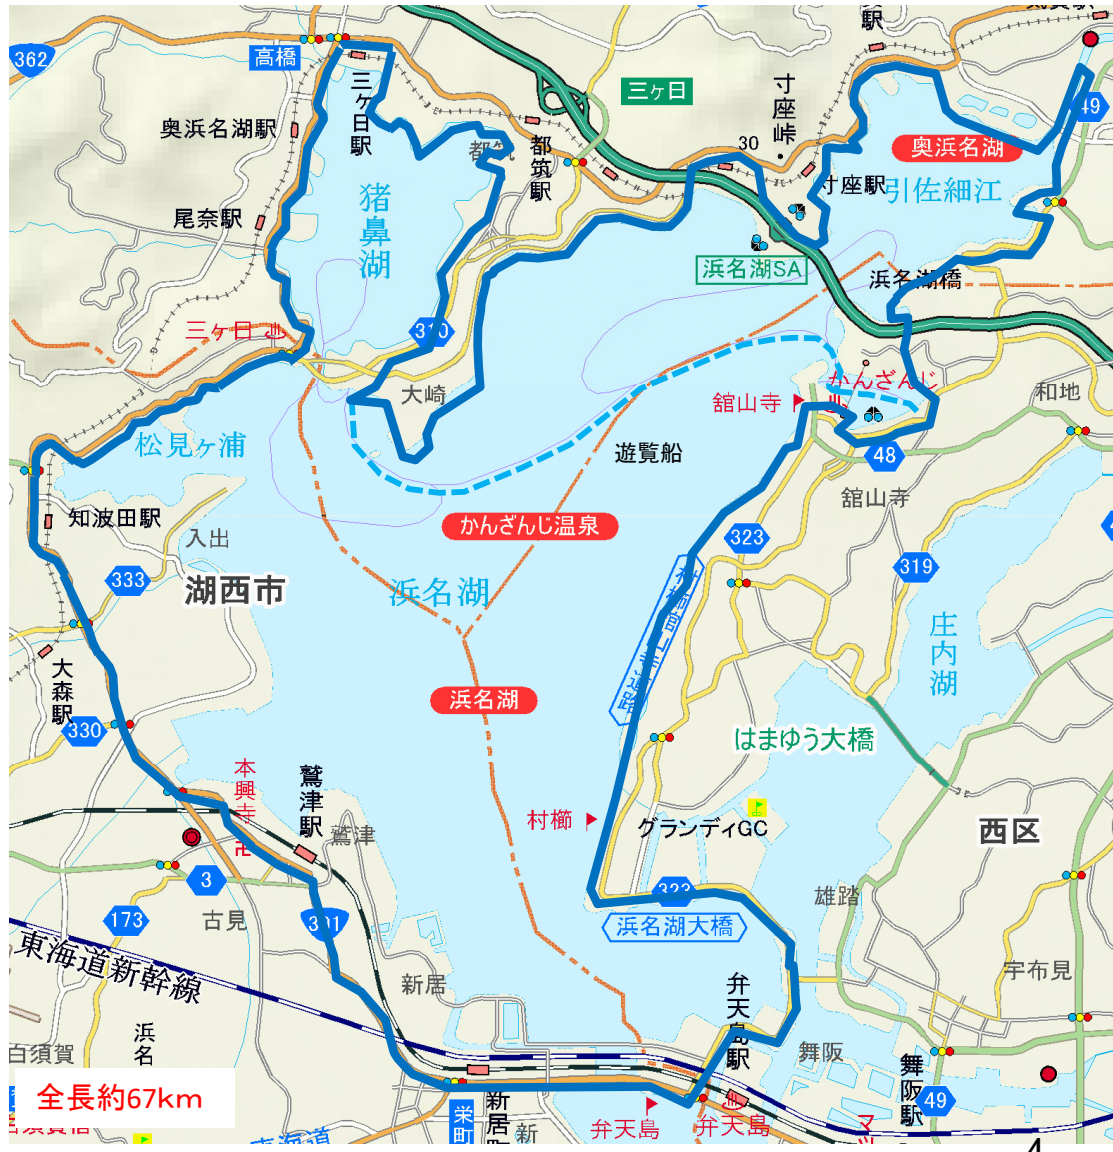 362
高橋
三ヶ日駅
三ヶ日
寸座峠
30
49
奥浜名湖駅
都筑
都筑駅
奥浜名湖
寸座駅
引佐細江
尾奈駅
猪鼻湖
浜名湖SA
浜名湖橋
三ヶ日
310
大崎
かんざんじ
舘山寺
和地
松見ヶ浦
遊覧船
48
舘山寺
知波田駅
入出
かんざんじ温泉
323
333
湖西市
浜名湖
319
庄内湖
大森駅
浜名湖
330
はまゆう大橋
本興寺
鷲津駅
村櫛
グランディGC
西区
鷲津
3
323
雄踏
古見
173
301
浜名湖大橋
東海道新幹線
新居
弁天島駅
宇布見
浜名
白須賀
舞阪
舞阪駅
全長約67km
栄町
新居町
新
弁天島
弁天島
49
東海道
4